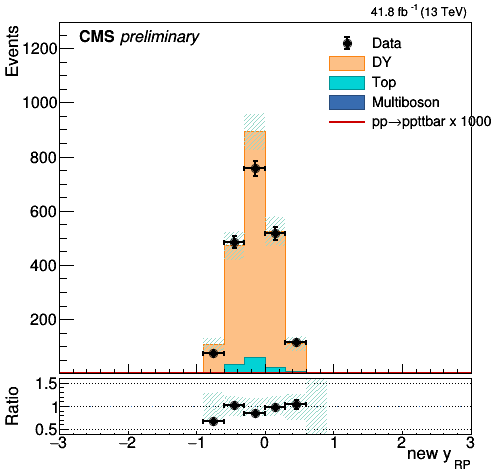 41.8 fb⁻¹ (13 TeV)
CMS preliminary
Events
1200
1000
800
600
400
200
Data
DY
Top
Multiboson
pp→ppttbar x 1000
Ratio
1.5
1
0.5
−3 −2 −1 0 1 2 3
new y_RP